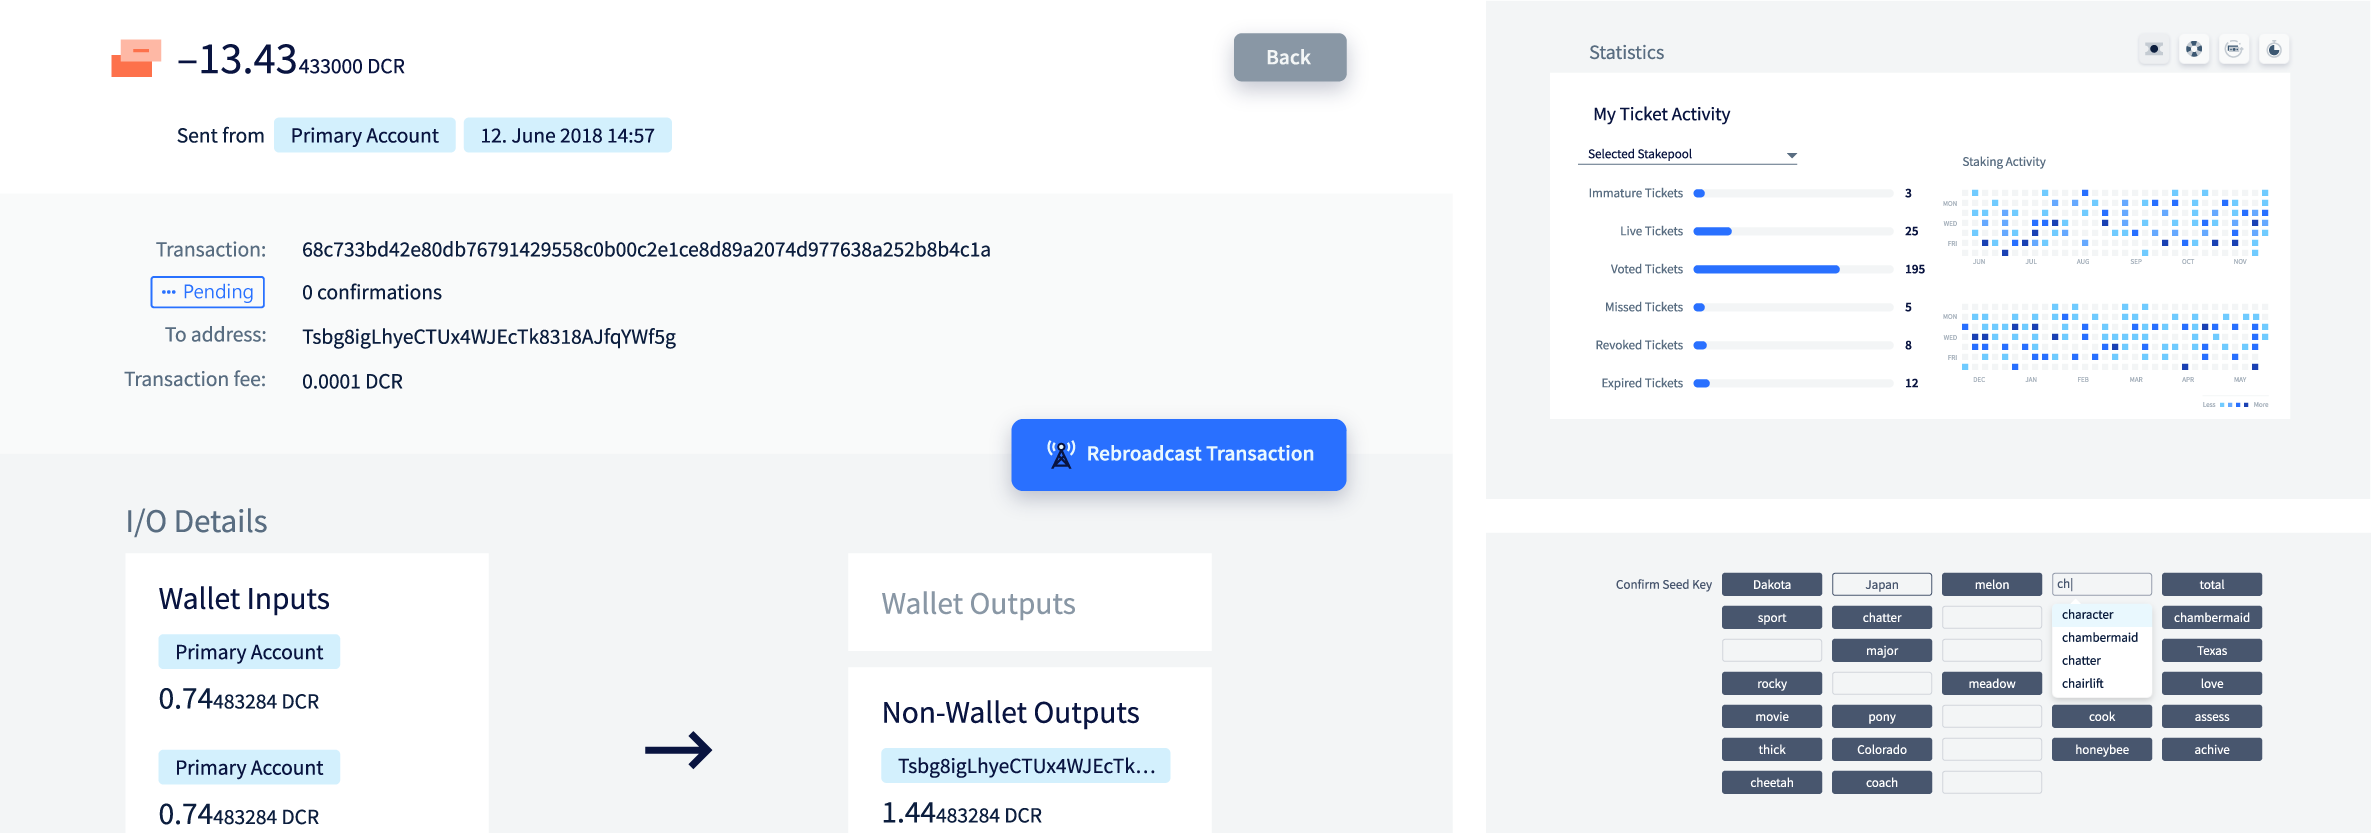 –13.43433000 DCR
Back
Sent from Primary Account 12. June 2018 14:57
Transaction: 68c733bd42e80db76791429558c0b00c2e1ce8d89a2074d977638a252b8b4c1a
Pending 0 confirmations
To address: Tsbg8igLhyeCTUx4WJEcTk8318AJfqYWf5g
Transaction fee: 0.0001 DCR
Rebroadcast Transaction
I/O Details
Wallet Inputs
Primary Account
0.74483284 DCR
Primary Account
0.74483284 DCR
Wallet Outputs
Non-Wallet Outputs
Tsbg8igLhyeCTUx4WJEcTk...
1.44483284 DCR
Statistics
My Ticket Activity
Selected Stakepool
Immature Tickets 3
Live Tickets 25
Voted Tickets 195
Missed Tickets 5
Revoked Tickets 8
Expired Tickets 12
Staking Activity
MON
WED
FRI
JUN JUL AUG SEP OCT NOV
MON
WED
FRI
DEC JAN FEB MAR APR MAY
Less More
Confirm Seed Key Dakota Japan melon ch| total
sport chatter chambermaid
major Texas
rocky meadow love
movie pony cook assess
thick Colorado honeybee achive
cheetah coach
character
chambermaid
chatter
chairlift